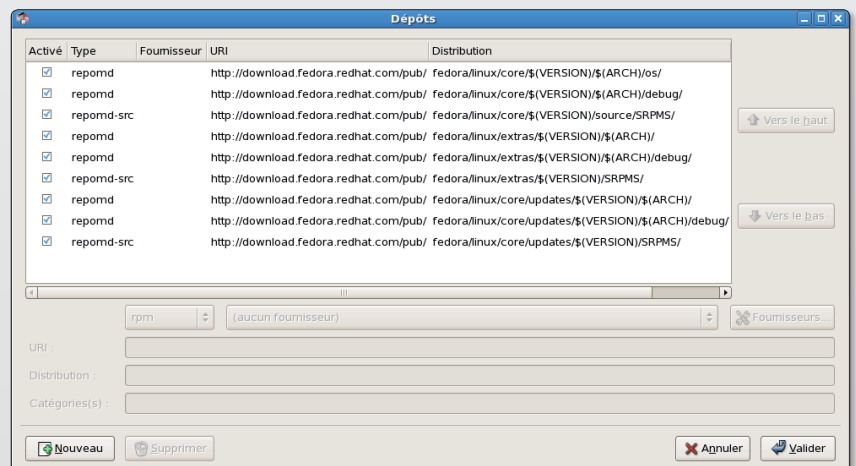 Dépôts
Activé Type Fournisseur URI Distribution
repomd http://download.fedora.redhat.com/pub/ fedora/linux/core/$(VERSION)/$(ARCH)/os/
repomd http://download.fedora.redhat.com/pub/ fedora/linux/core/$(VERSION)/$(ARCH)/debug/
repomd-src http://download.fedora.redhat.com/pub/ fedora/linux/core/$(VERSION)/source/SRPMS/
repomd http://download.fedora.redhat.com/pub/ fedora/linux/extras/$(VERSION)/$(ARCH)/
repomd http://download.fedora.redhat.com/pub/ fedora/linux/extras/$(VERSION)/$(ARCH)/debug/
repomd-src http://download.fedora.redhat.com/pub/ fedora/linux/extras/$(VERSION)/SRPMS/
repomd http://download.fedora.redhat.com/pub/ fedora/linux/core/updates/$(VERSION)/$(ARCH)/
repomd http://download.fedora.redhat.com/pub/ fedora/linux/core/updates/$(VERSION)/$(ARCH)/debug/
repomd-src http://download.fedora.redhat.com/pub/ fedora/linux/core/updates/$(VERSION)/SRPMS/
Vers le haut
Vers le bas
rpm (aucun fournisseur) Fournisseurs...
URI :
Distribution :
Catégories(s) :
Nouveau Supprimer Annuler Valider